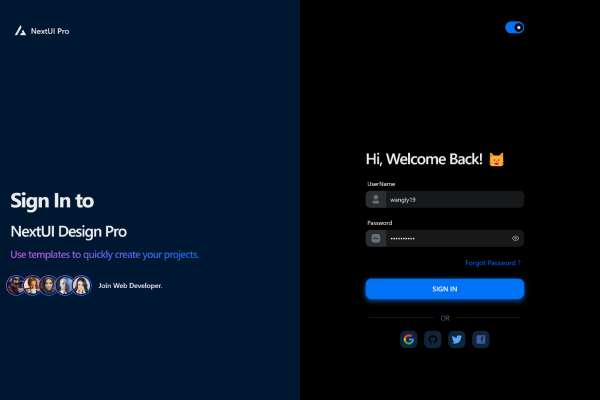 NextUI Pro
Sign In to
NextUI Design Pro
Use templates to quickly create your projects.
Join Web Developer.
Hi, Welcome Back!
UserName
wangly19
Password
••••••••••
Forgot Password ?
SIGN IN
OR